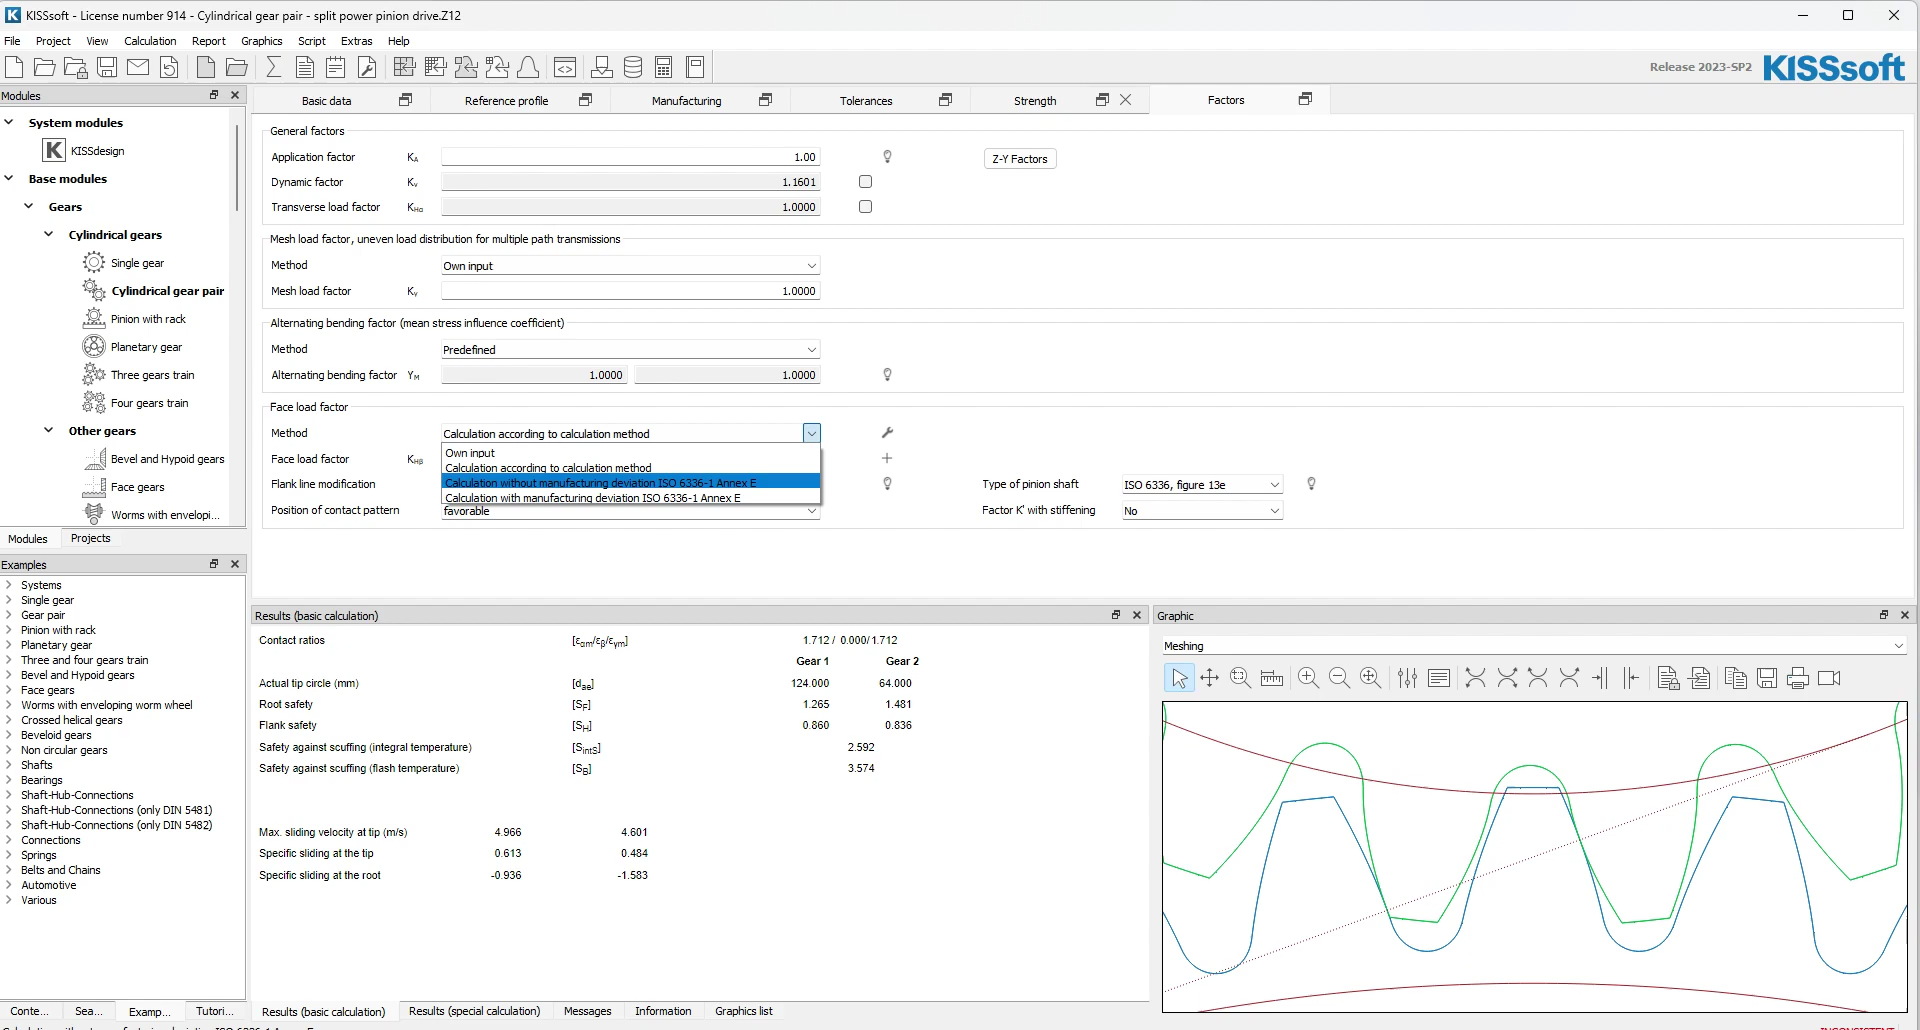 KISSsoft - License number 914 - Cylindrical gear pair - split power pinion drive.Z12
File Project View Calculation Report Graphics Script Extras Help
Release 2023-SP2 KISSsoft
Modules
System modules
KISSdesign
Base modules
Gears
Cylindrical gears
Single gear
Cylindrical gear pair
Pinion with rack
Planetary gear
Three gears train
Four gears train
Other gears
Bevel and Hypoid gears
Face gears
Worms with envelopi...
Modules Projects
Examples
Systems
Single gear
Gear pair
Pinion with rack
Planetary gear
Three and four gears train
Bevel and Hypoid gears
Face gears
Worms with enveloping worm wheel
Crossed helical gears
Beveloid gears
Non circular gears
Shafts
Bearings
Shaft-Hub-Connections
Shaft-Hub-Connections (only DIN 5481)
Shaft-Hub-Connections (only DIN 5482)
Connections
Springs
Belts and Chains
Automotive
Various
Conte... Sea... Examp... Tutori...
Basic data Reference profile Manufacturing Tolerances Strength Factors
General factors
Application factor KA 1.00 Z-Y Factors
Dynamic factor Kv 1.1601
Transverse load factor KHα 1.0000
Mesh load factor, uneven load distribution for multiple path transmissions
Method Own input
Mesh load factor Kγ 1.0000
Alternating bending factor (mean stress influence coefficient)
Method Predefined
Alternating bending factor YM 1.0000 1.0000
Face load factor
Method Calculation according to calculation method
Own input
Face load factor KHβ
Calculation according to calculation method
Calculation without manufacturing deviation ISO 6336-1 Annex E
Flank line modification Type of pinion shaft ISO 6336, figure 13e
Calculation with manufacturing deviation ISO 6336-1 Annex E
Position of contact pattern favorable Factor K' with stiffening No
Results (basic calculation)
Contact ratios [εαm/εβ/εγm] 1.712 / 0.000/ 1.712
Gear 1 Gear 2
Actual tip circle (mm) [dae] 124.000 64.000
Root safety [SF] 1.265 1.481
Flank safety [SH] 0.860 0.836
Safety against scuffing (integral temperature) [SintS] 2.592
Safety against scuffing (flash temperature) [SB] 3.574
Max. sliding velocity at tip (m/s) 4.966 4.601
Specific sliding at the tip 0.613 0.484
Specific sliding at the root -0.936 -1.583
Results (basic calculation) Results (special calculation) Messages Information Graphics list
Graphic
Meshing